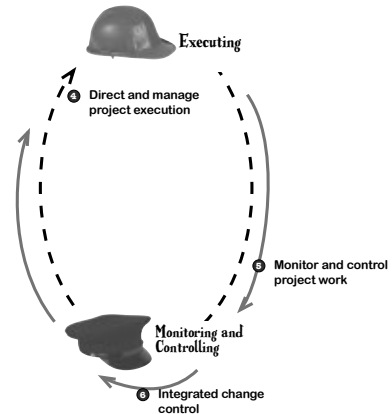 Executing
4 Direct and manage
project execution
5 Monitor and control
project work
Monitoring and
Controlling
6 Integrated change
control